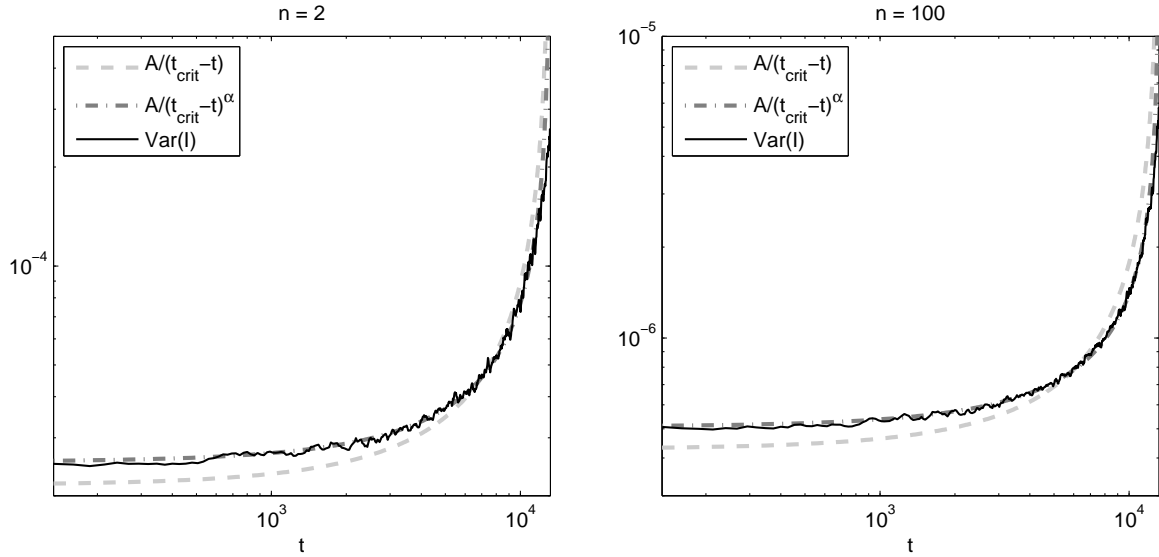 n = 2
A/(t_crit−t)
A/(t_crit−t)^α
Var(I)
10^−4
10^3
10^4
t
n = 100
A/(t_crit−t)
A/(t_crit−t)^α
Var(I)
10^−5
10^−6
10^3
10^4
t